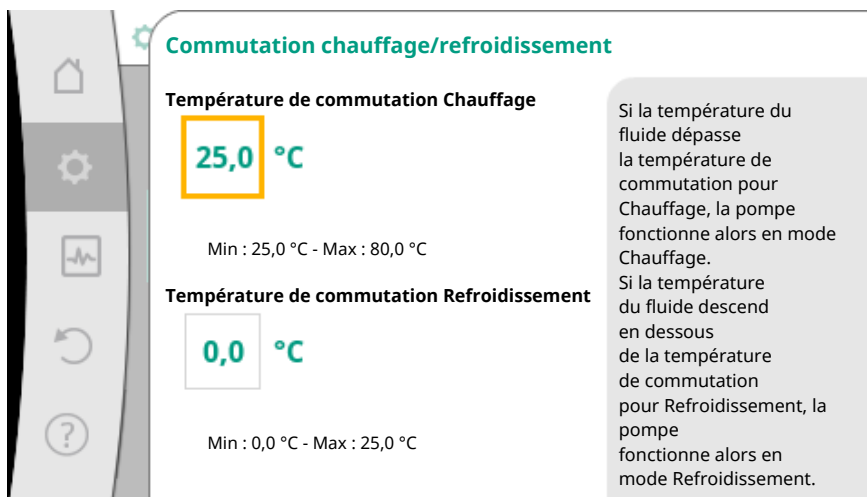 Commutation chauffage/refroidissement
Température de commutation Chauffage
25,0 °C
Min : 25,0 °C - Max : 80,0 °C
Température de commutation Refroidissement
0,0 °C
Min : 0,0 °C - Max : 25,0 °C
Si la température du
fluide dépasse
la température de
commutation pour
Chauffage, la pompe
fonctionne alors en mode
Chauffage.
Si la température
du fluide descend
en dessous
de la température
de commutation
pour Refroidissement, la
pompe
fonctionne alors en
mode Refroidissement.
?